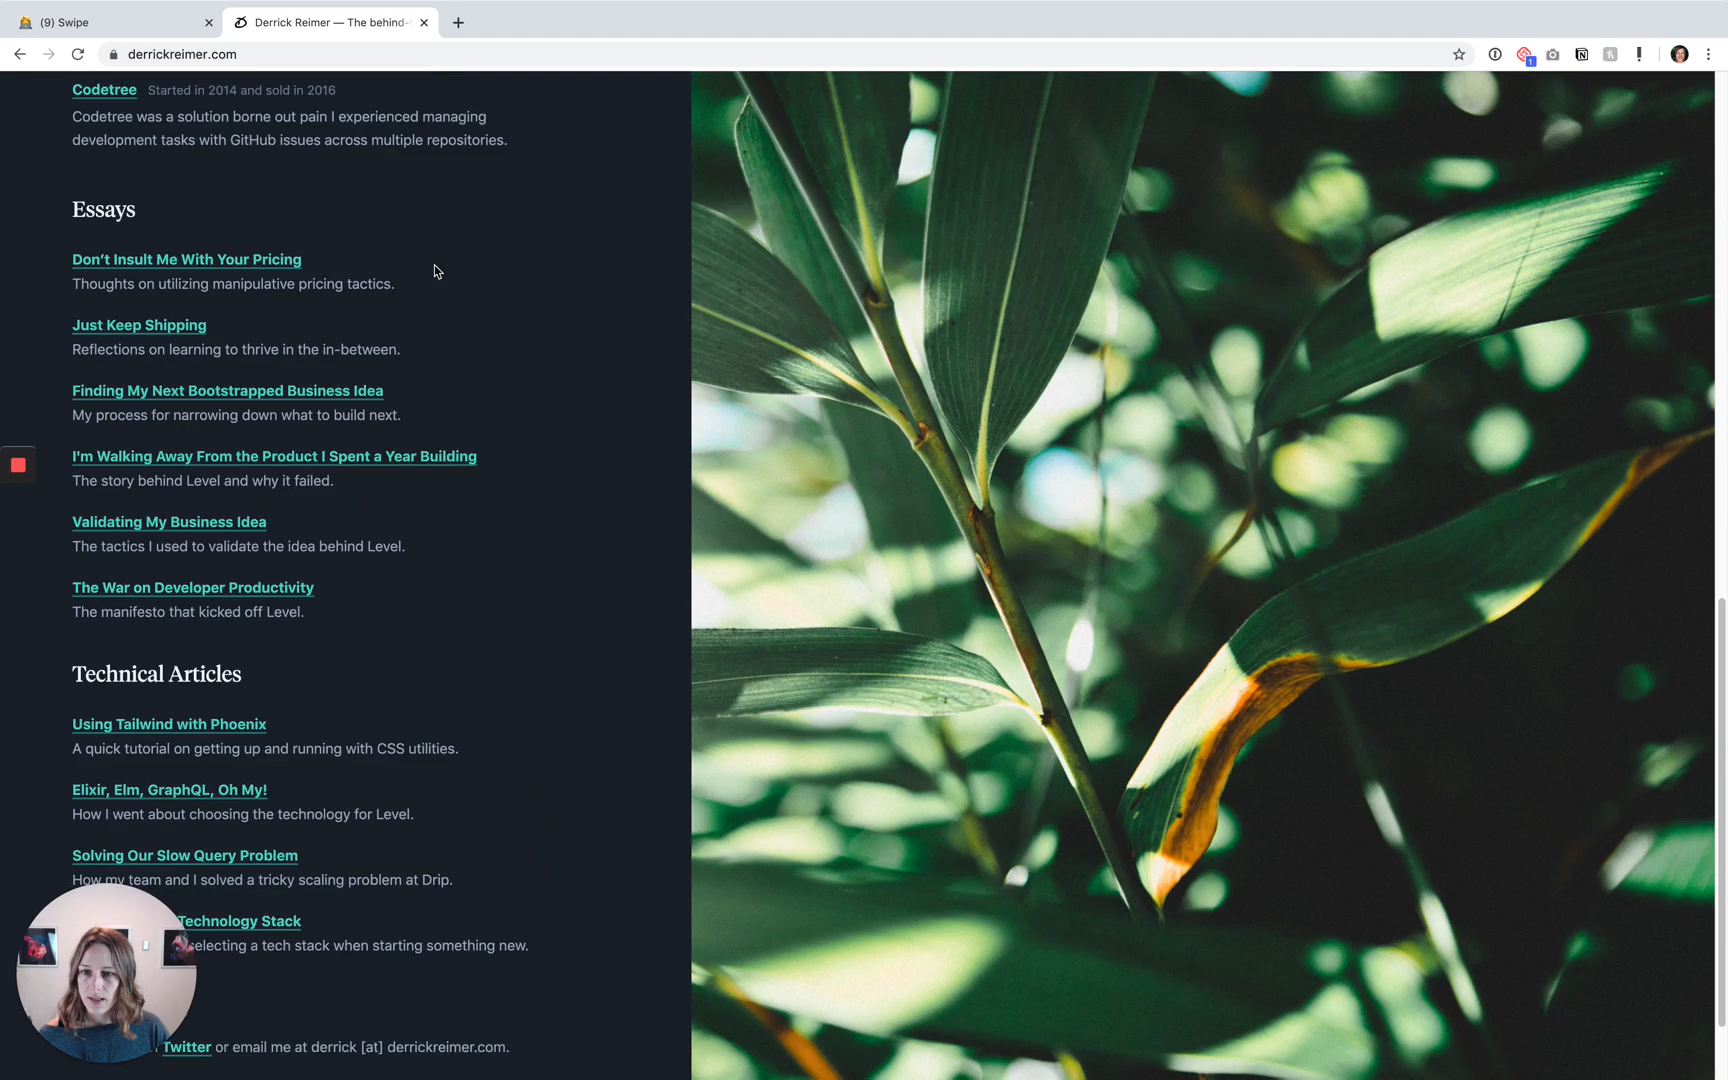 (9) Swipe
Derrick Reimer — The behind-
derrickreimer.com
1
Codetree Started in 2014 and sold in 2016
Codetree was a solution borne out pain I experienced managing
development tasks with GitHub issues across multiple repositories.
Essays
Don’t Insult Me With Your Pricing
Thoughts on utilizing manipulative pricing tactics.
Just Keep Shipping
Reflections on learning to thrive in the in-between.
Finding My Next Bootstrapped Business Idea
My process for narrowing down what to build next.
I'm Walking Away From the Product I Spent a Year Building
The story behind Level and why it failed.
Validating My Business Idea
The tactics I used to validate the idea behind Level.
The War on Developer Productivity
The manifesto that kicked off Level.
Technical Articles
Using Tailwind with Phoenix
A quick tutorial on getting up and running with CSS utilities.
Elixir, Elm, GraphQL, Oh My!
How I went about choosing the technology for Level.
Solving Our Slow Query Problem
How my team and I solved a tricky scaling problem at Drip.
Technology Stack
selecting a tech stack when starting something new.
Twitter or email me at derrick [at] derrickreimer.com.